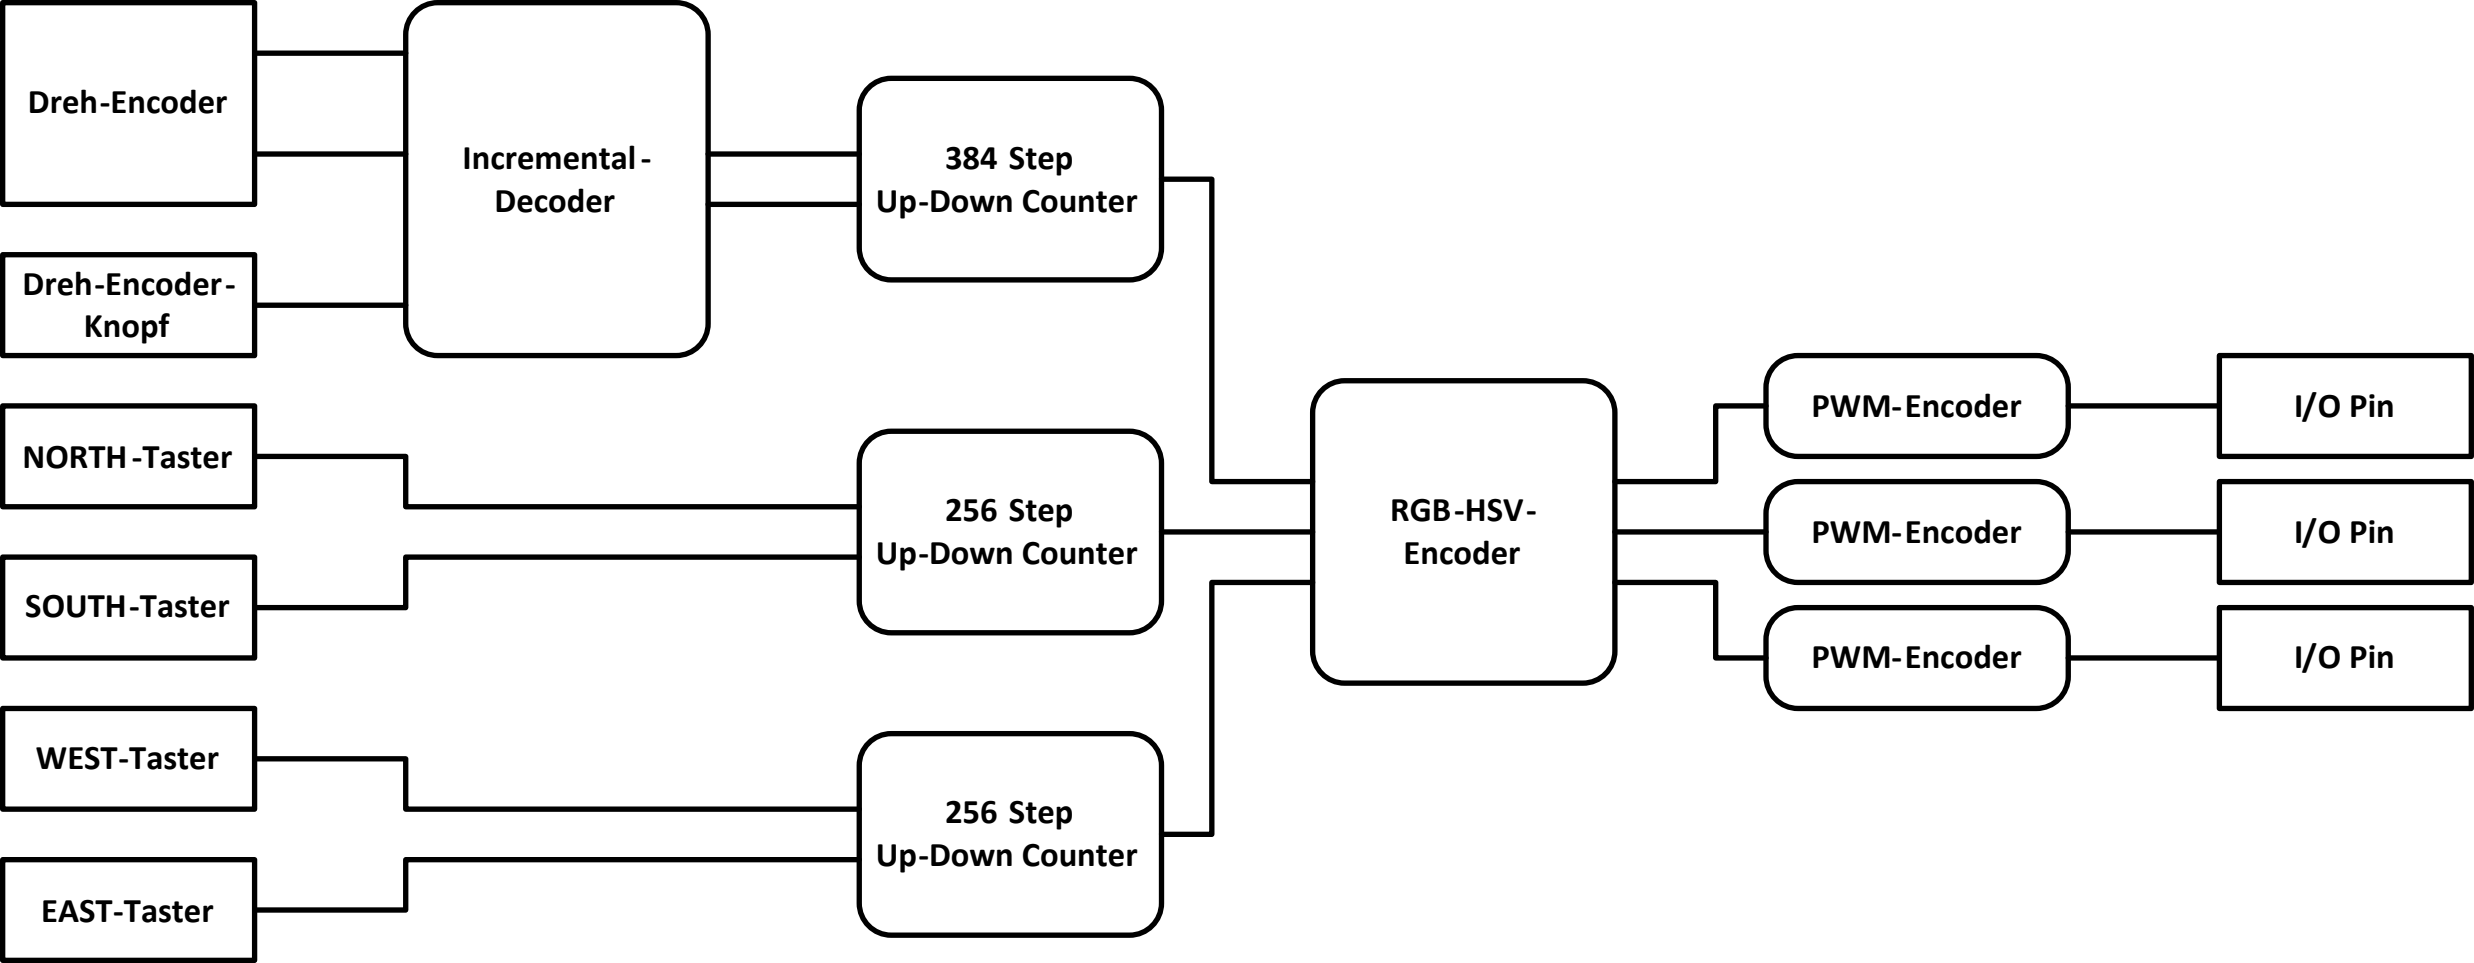 Dreh-Encoder
Incremental-
Decoder
384 Step
Up-Down Counter
Dreh-Encoder-
Knopf
NORTH-Taster
SOUTH-Taster
256 Step
Up-Down Counter
WEST-Taster
EAST-Taster
256 Step
Up-Down Counter
RGB-HSV-
Encoder
PWM-Encoder
I/O Pin
PWM-Encoder
I/O Pin
PWM-Encoder
I/O Pin